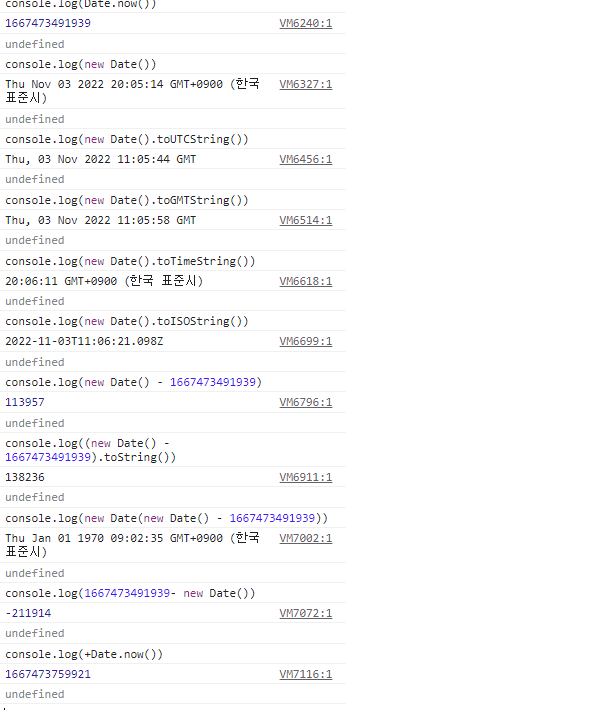 console.log(Date.now())
1667473491939 VM6240:1
undefined
console.log(new Date())
Thu Nov 03 2022 20:05:14 GMT+0900 (한국 VM6327:1
표준시)
undefined
console.log(new Date().toUTCString())
Thu, 03 Nov 2022 11:05:44 GMT VM6456:1
undefined
console.log(new Date().toGMTString())
Thu, 03 Nov 2022 11:05:58 GMT VM6514:1
undefined
console.log(new Date().toTimeString())
20:06:11 GMT+0900 (한국 표준시) VM6618:1
undefined
console.log(new Date().toISOString())
2022-11-03T11:06:21.098Z VM6699:1
undefined
console.log(new Date() - 1667473491939)
113957 VM6796:1
undefined
console.log((new Date() -
1667473491939).toString())
138236 VM6911:1
undefined
console.log(new Date(new Date() - 1667473491939))
Thu Jan 01 1970 09:02:35 GMT+0900 (한국 VM7002:1
표준시)
undefined
console.log(1667473491939- new Date())
-211914 VM7072:1
undefined
console.log(+Date.now())
1667473759921 VM7116:1
undefined